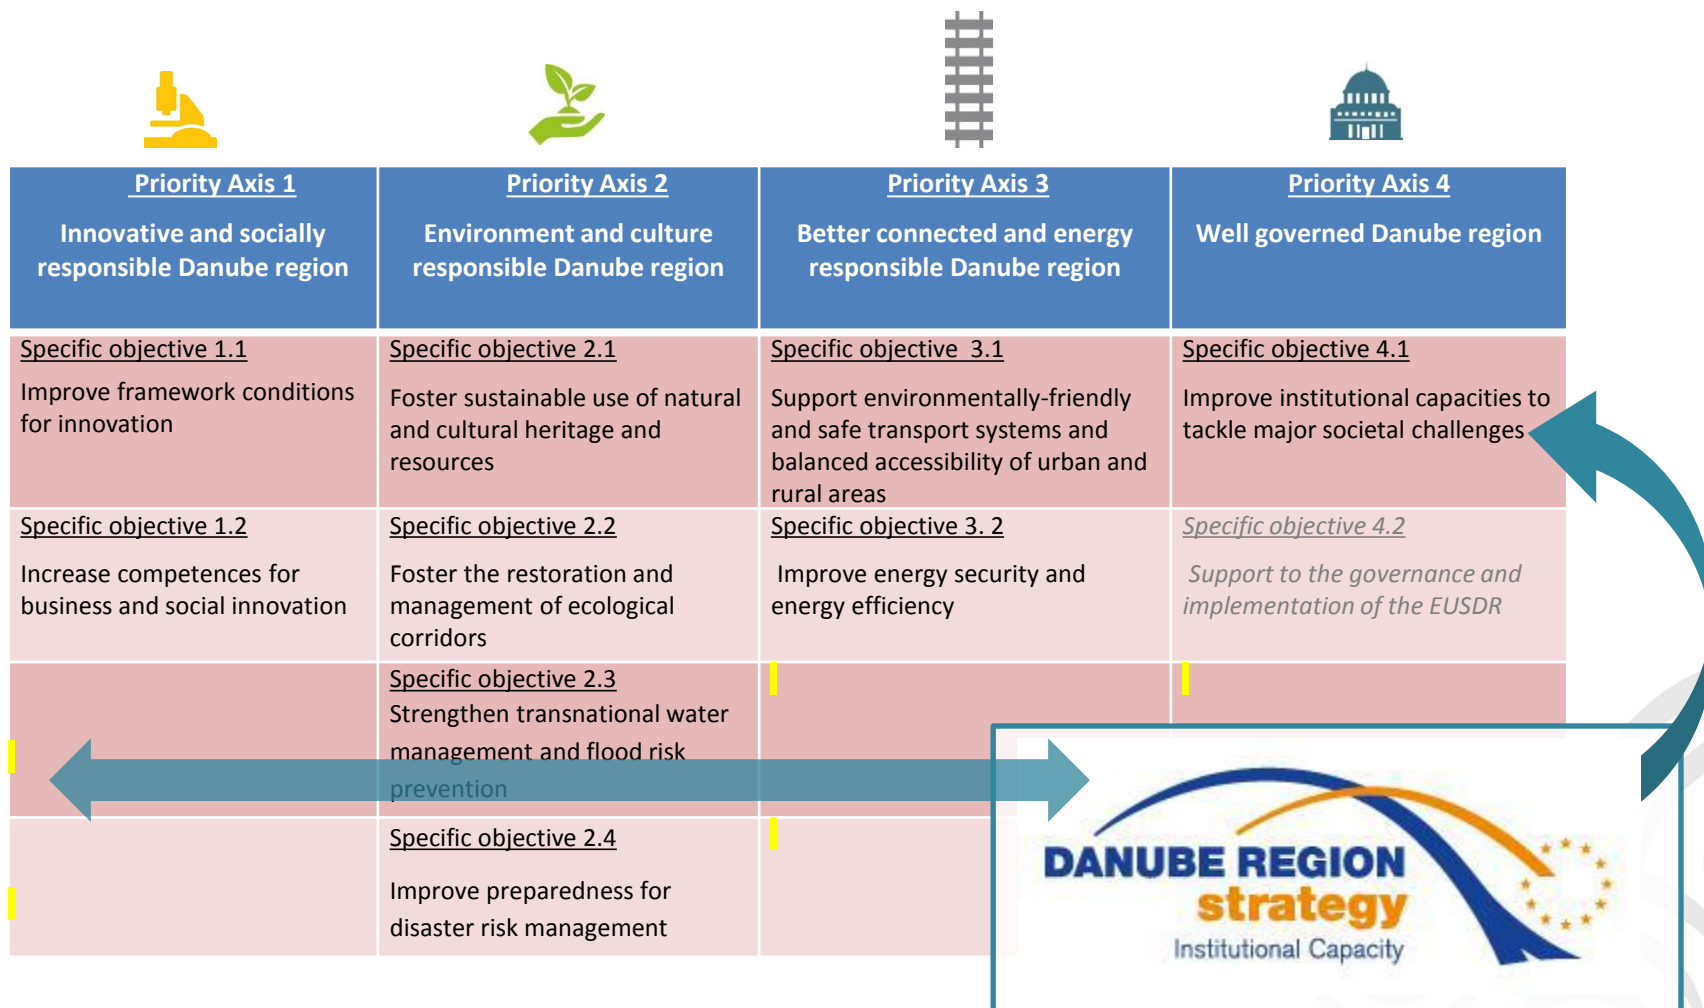 Priority Axis 1
Innovative and socially
responsible Danube region
Priority Axis 2
Environment and culture
responsible Danube region
Priority Axis 3
Better connected and energy
responsible Danube region
Priority Axis 4
Well governed Danube region
Specific objective 1.1
Improve framework conditions
for innovation
Specific objective 2.1
Foster sustainable use of natural
and cultural heritage and
resources
Specific objective  3.1
Support environmentally-friendly
and safe transport systems and
balanced accessibility of urban and
rural areas
Specific objective 4.1
Improve institutional capacities to
tackle major societal challenges
Specific objective 1.2
Increase competences for
business and social innovation
Specific objective 2.2
Foster the restoration and
management of ecological
corridors
Specific objective 3. 2
Improve energy security and
energy efficiency
Specific objective 4.2
Support to the governance and
implementation of the EUSDR
Specific objective 2.3
Strengthen transnational water
management and flood risk
prevention
Specific objective 2.4
Improve preparedness for
disaster risk management
DANUBE REGION
strategy
Institutional Capacity